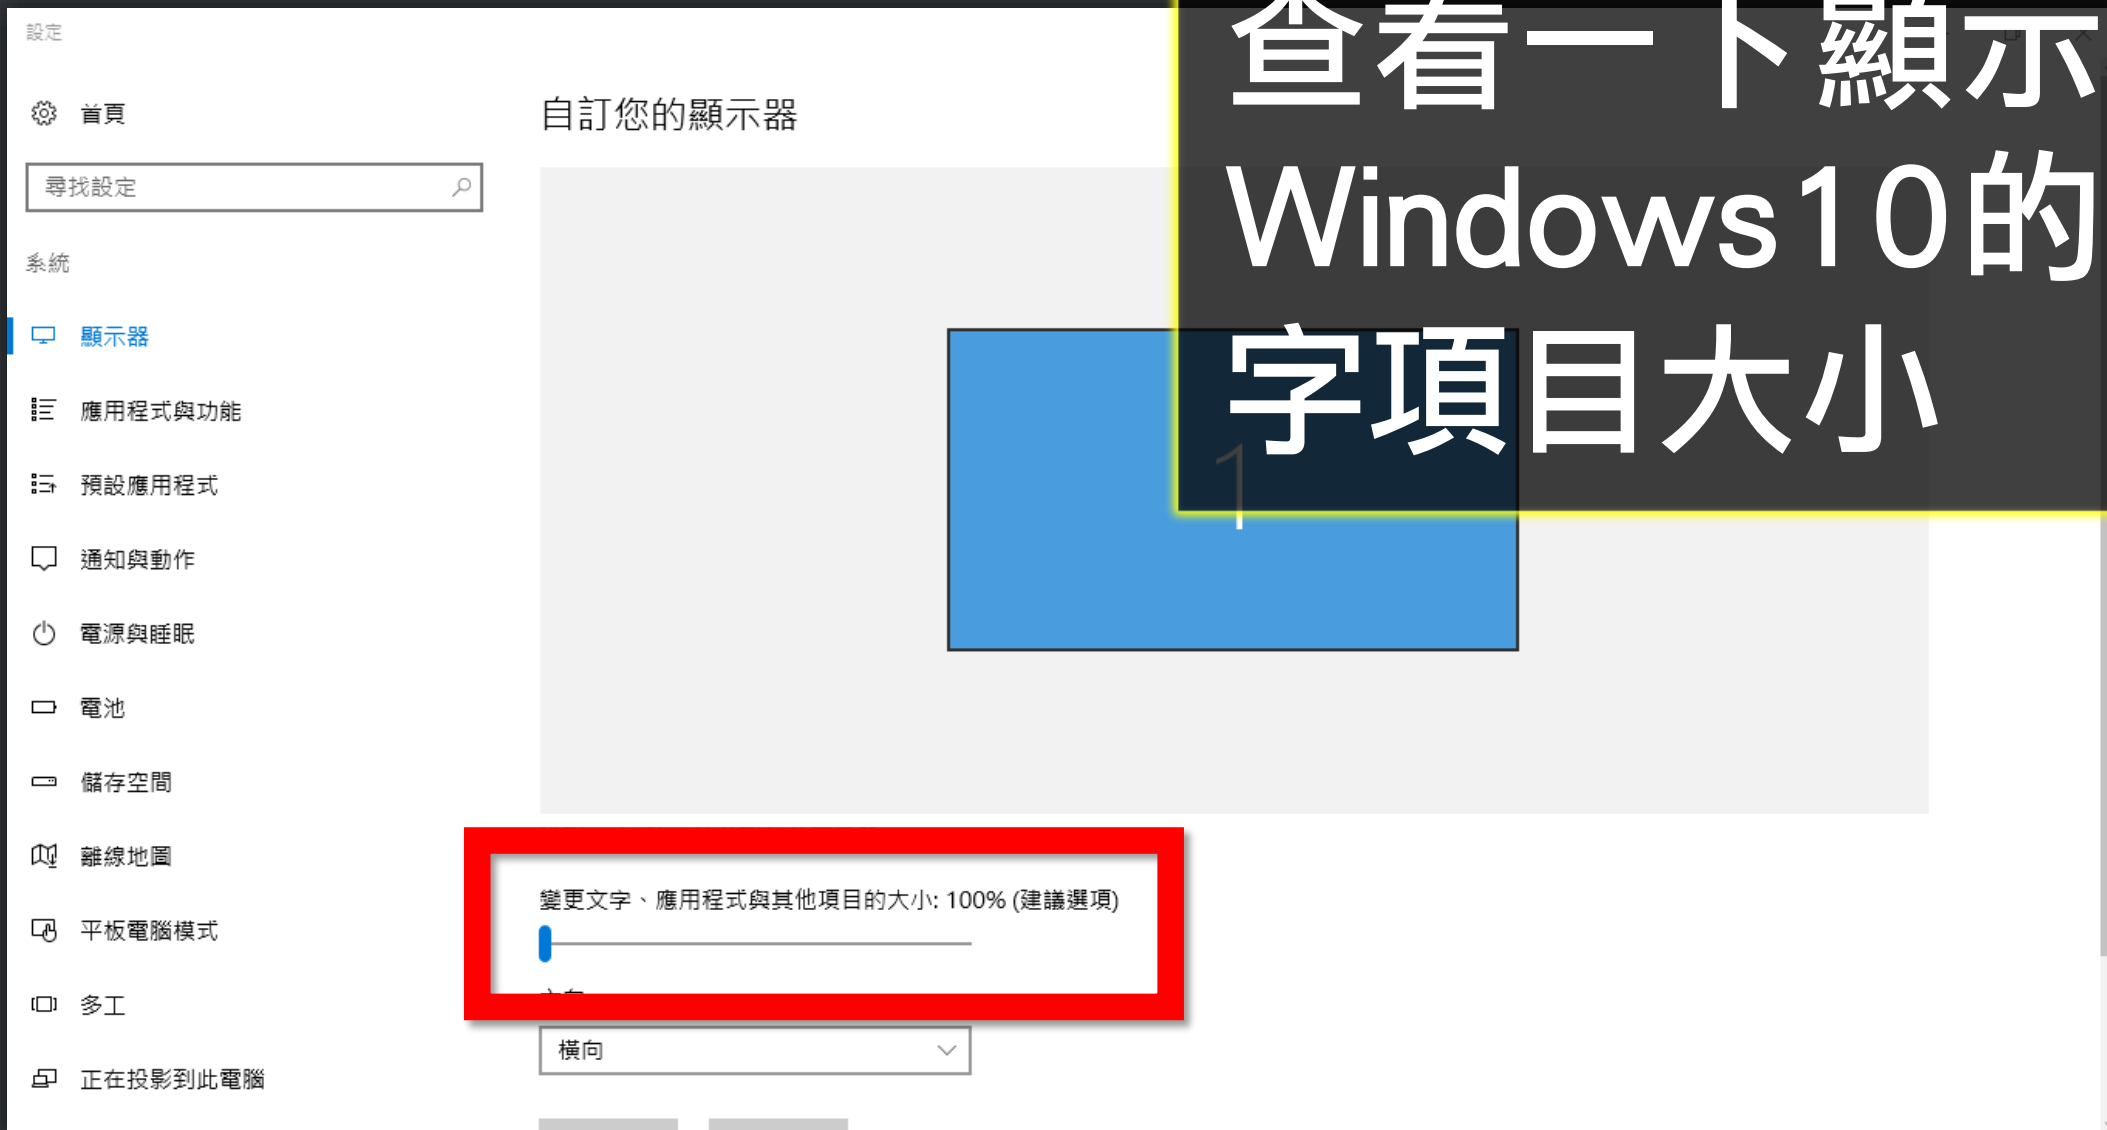 設定
首頁
尋找設定
系統
顯示器
應用程式與功能
預設應用程式
通知與動作
電源與睡眠
電池
儲存空間
離線地圖
平板電腦模式
多工
正在投影到此電腦
自訂您的顯示器
查看一下顯示
Windows10的
字項目大小
1
變更文字、應用程式與其他項目的大小: 100% (建議選項)
橫向